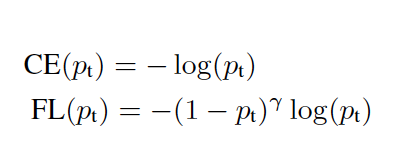 CE(pₜ) = − log(pₜ)
FL(pₜ) = −(1 − pₜ)ᵞ log(pₜ)